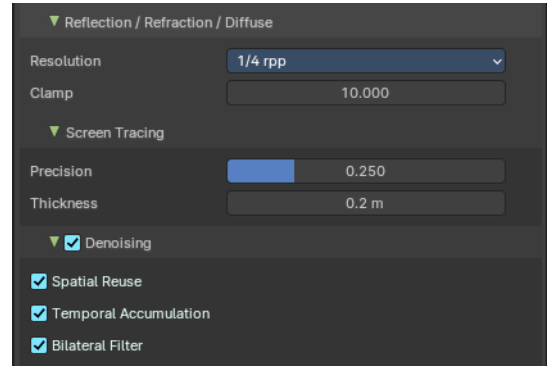 Reflection / Refraction / Diffuse
Resolution 1/4 rpp
Clamp 10.000
Screen Tracing
Precision 0.250
Thickness 0.2 m
Denoising
Spatial Reuse
Temporal Accumulation
Bilateral Filter